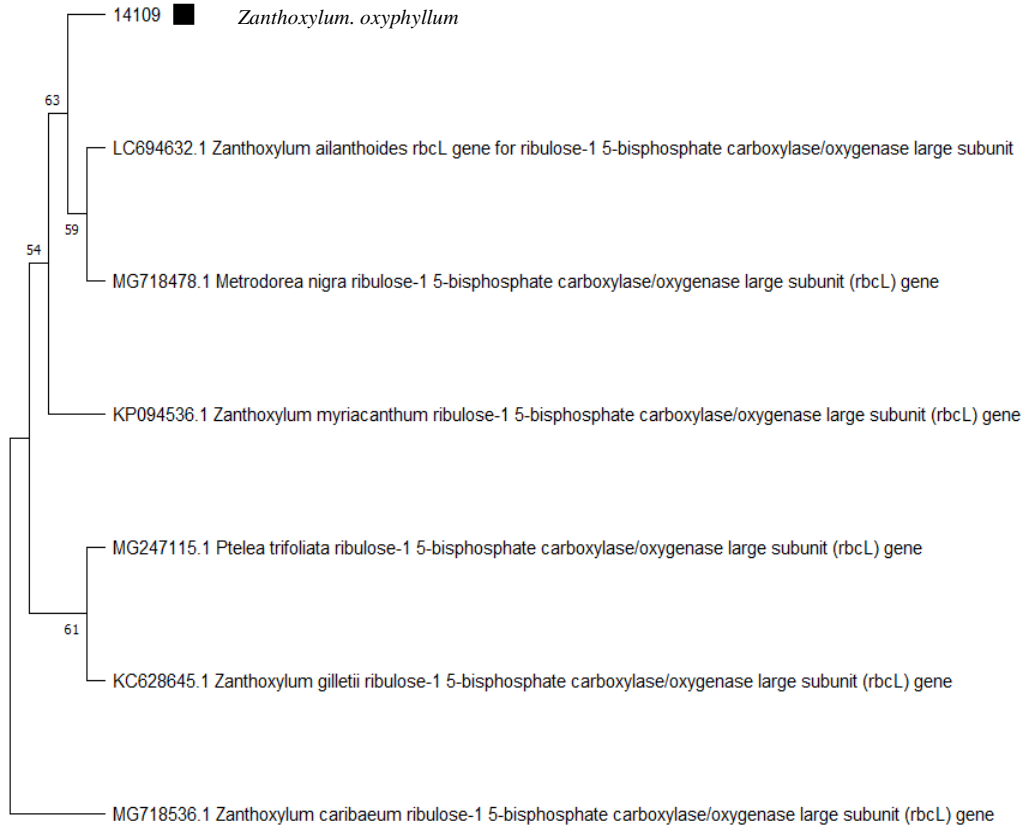 14109 Zanthoxylum. oxyphyllum
63
LC694632.1 Zanthoxylum ailanthoides rbcL gene for ribulose-1 5-bisphosphate carboxylase/oxygenase large subunit
59
54
MG718478.1 Metrodorea nigra ribulose-1 5-bisphosphate carboxylase/oxygenase large subunit (rbcL) gene
KP094536.1 Zanthoxylum myriacanthum ribulose-1 5-bisphosphate carboxylase/oxygenase large subunit (rbcL) gene
MG247115.1 Ptelea trifoliata ribulose-1 5-bisphosphate carboxylase/oxygenase large subunit (rbcL) gene
61
KC628645.1 Zanthoxylum gilletii ribulose-1 5-bisphosphate carboxylase/oxygenase large subunit (rbcL) gene
MG718536.1 Zanthoxylum caribaeum ribulose-1 5-bisphosphate carboxylase/oxygenase large subunit (rbcL) gene